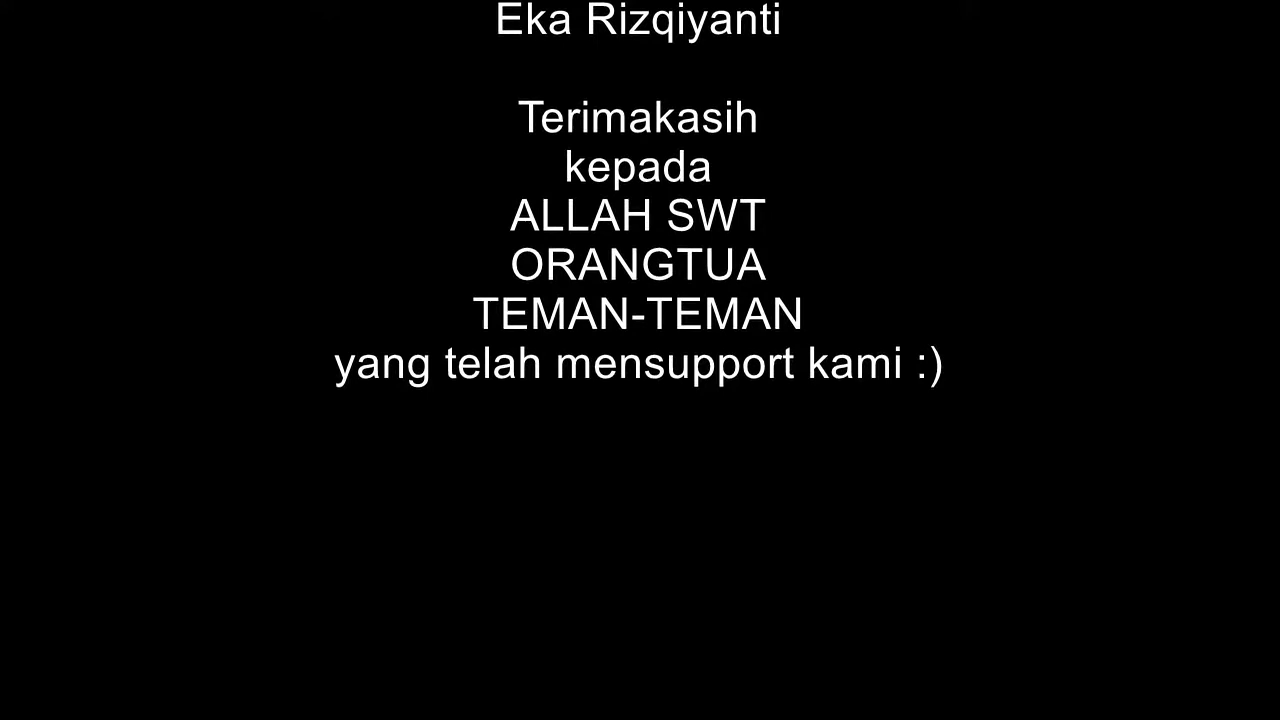 Eka Rizqiyanti
Terimakasih
kepada
ALLAH SWT
ORANGTUA
TEMAN-TEMAN
yang telah mensupport kami :)